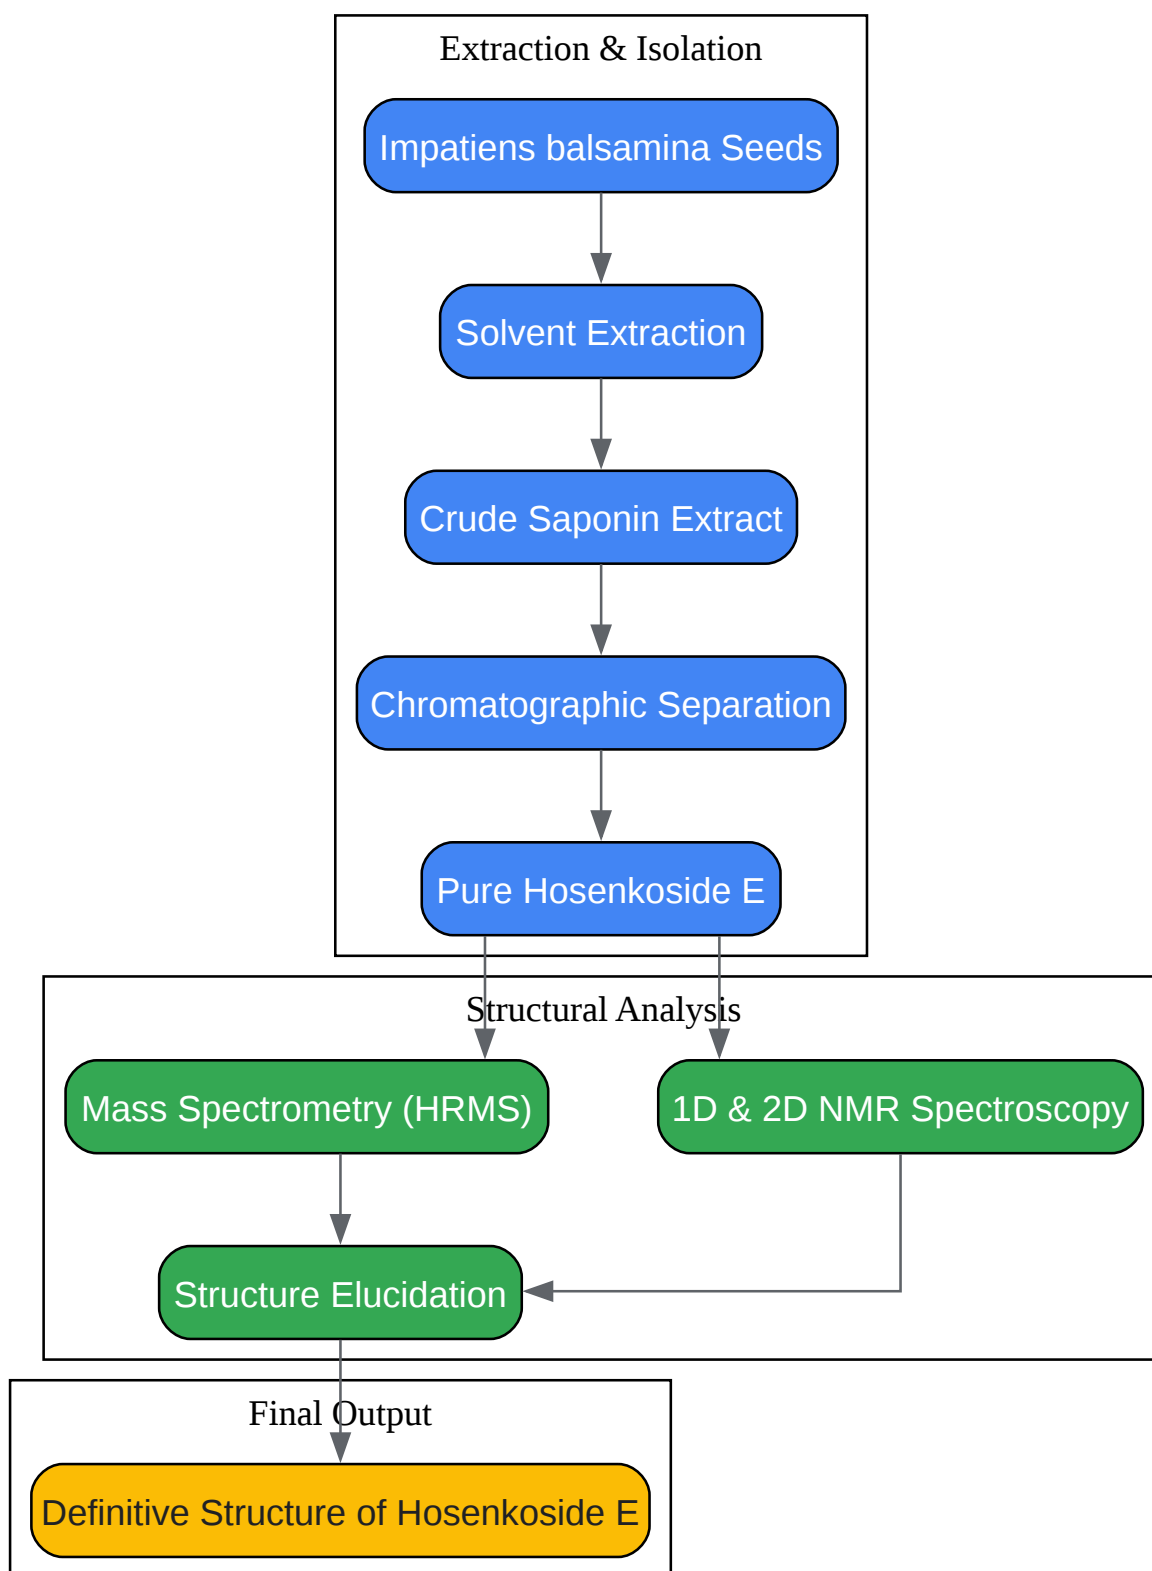 Extraction & Isolation
Impatiens balsamina Seeds
Solvent Extraction
Crude Saponin Extract
Chromatographic Separation
Pure Hosenkoside E
Structural Analysis
Mass Spectrometry (HRMS)
1D & 2D NMR Spectroscopy
Structure Elucidation
Final Output
Definitive Structure of Hosenkoside E